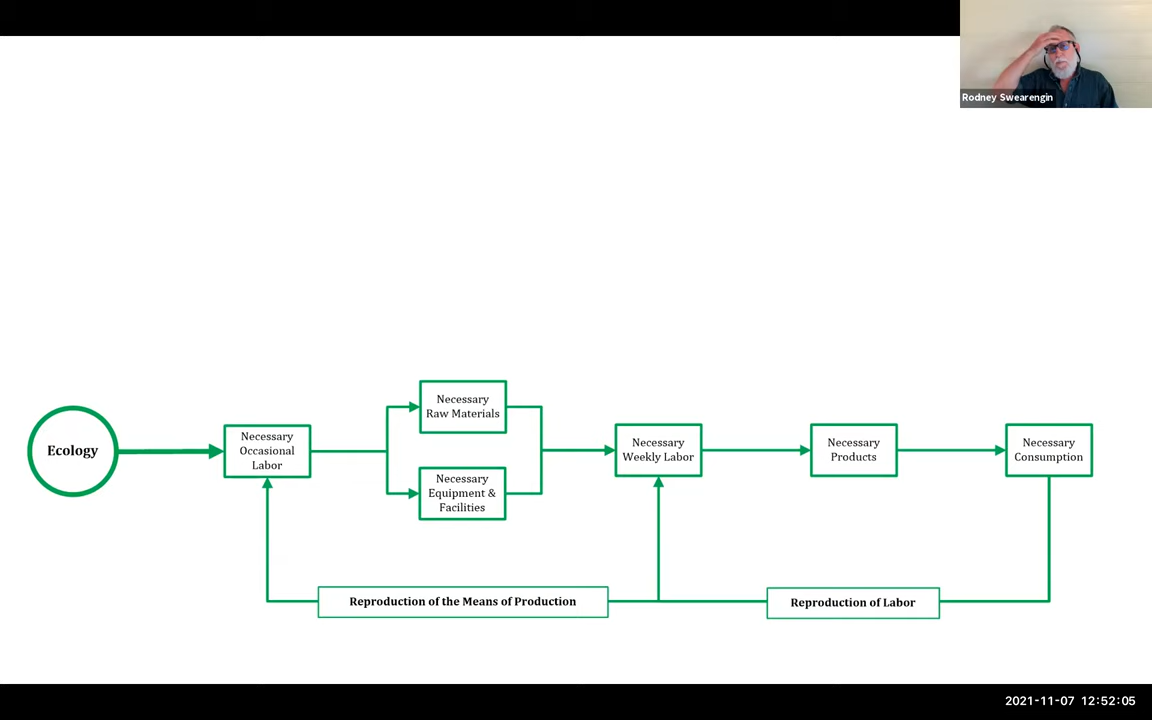 Rodney Swearengin
Necessary
Raw Materials
Ecology
Necessary
Occasional
Labor
Necessary
Equipment &
Facilities
Necessary
Weekly Labor
Necessary
Products
Necessary
Consumption
Reproduction of the Means of Production
Reproduction of Labor
2021-11-07 12:52:05